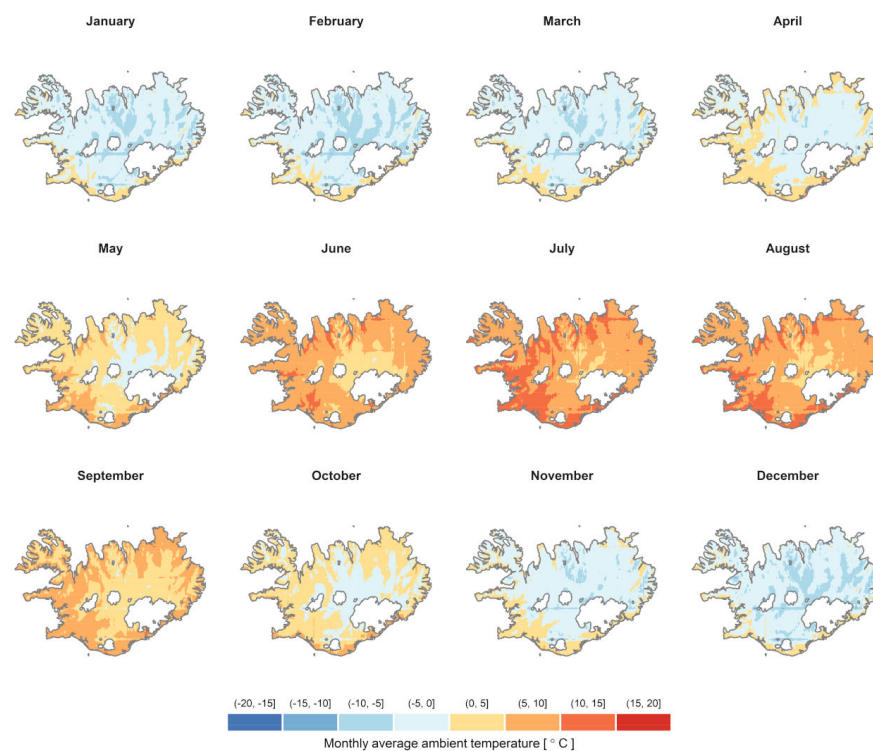 January February March April
May June July August
September October November December
(-20, -15] (-15, -10] (-10, -5] (-5, 0] (0, 5] (5, 10] (10, 15] (15, 20]
Monthly average ambient temperature [ ° C ]